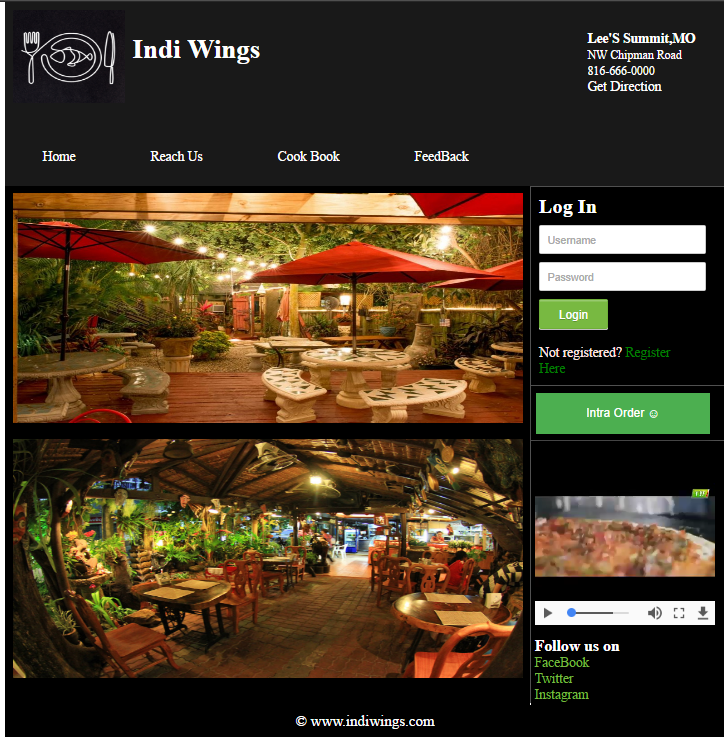 Indi Wings
Lee'S Summit,MO
NW Chipman Road
816-666-0000
Get Direction
Home
Reach Us
Cook Book
FeedBack
Log In
Username
Password
Login
Not registered? Register
Here
Intra Order ☺
Follow us on
FaceBook
Twitter
Instagram
© www.indiwings.com